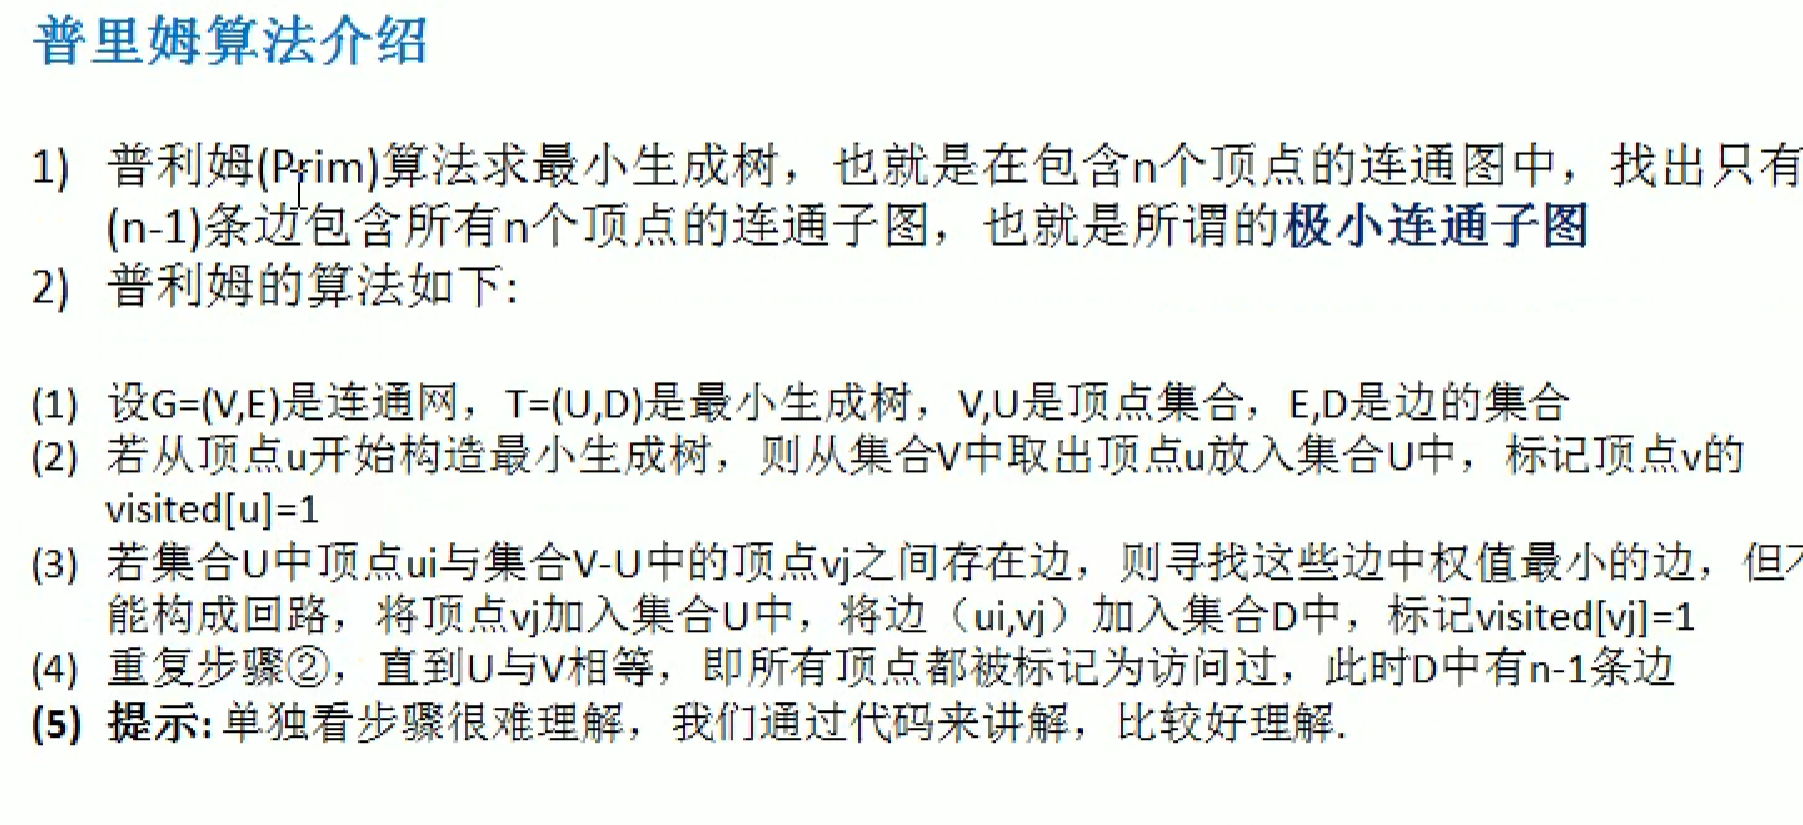 普里姆算法介绍
1) 普利姆(Prim)算法求最小生成树，也就是在包含n个顶点的连通图中，找出只有
(n-1)条边包含所有n个顶点的连通子图，也就是所谓的极小连通子图
2) 普利姆的算法如下:
(1) 设G=(V,E)是连通网，T=(U,D)是最小生成树，V,U是顶点集合，E,D是边的集合
(2) 若从顶点u开始构造最小生成树，则从集合V中取出顶点u放入集合U中，标记顶点v的
visited[u]=1
(3) 若集合U中顶点ui与集合V-U中的顶点vj之间存在边，则寻找这些边中权值最小的边，但不
能构成回路，将顶点vj加入集合U中，将边（ui,vj）加入集合D中，标记visited[vj]=1
(4) 重复步骤②，直到U与V相等，即所有顶点都被标记为访问过，此时D中有n-1条边
(5) 提示: 单独看步骤很难理解，我们通过代码来讲解，比较好理解.